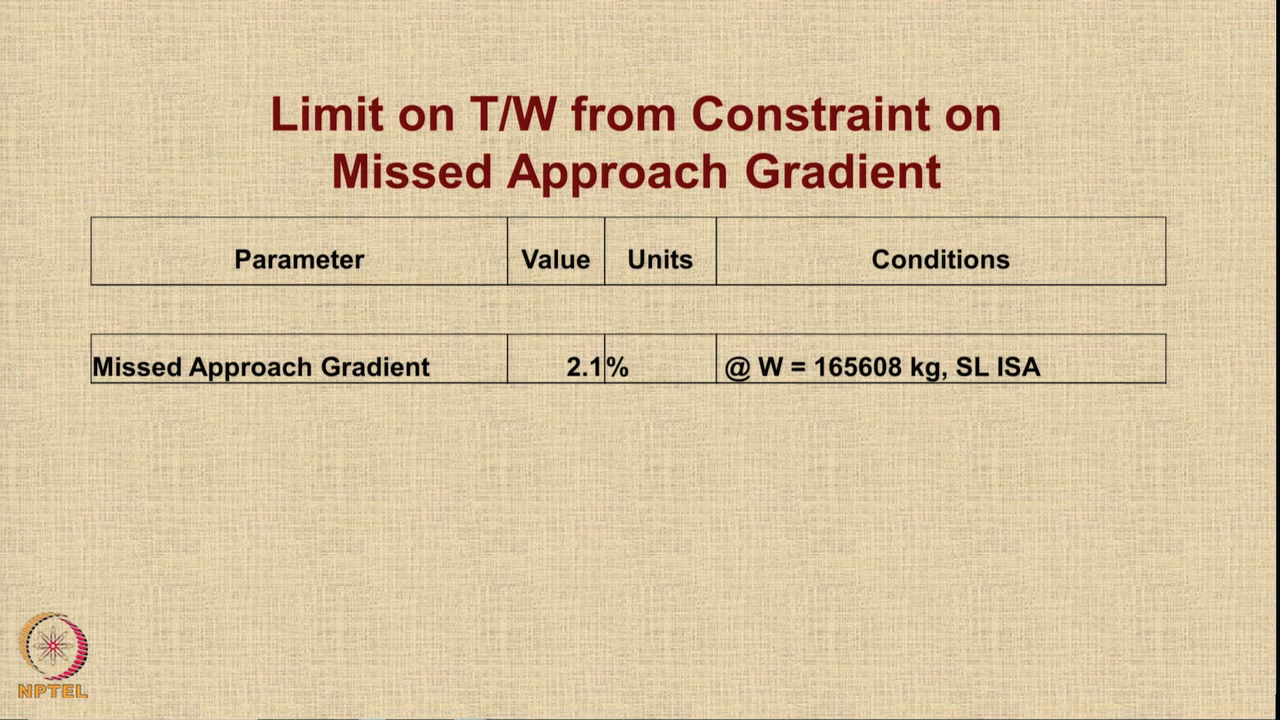 Limit on T/W from Constraint on
Missed Approach Gradient
Parameter Value Units Conditions
Missed Approach Gradient 2.1 % @ W = 165608 kg, SL ISA
NPTEL